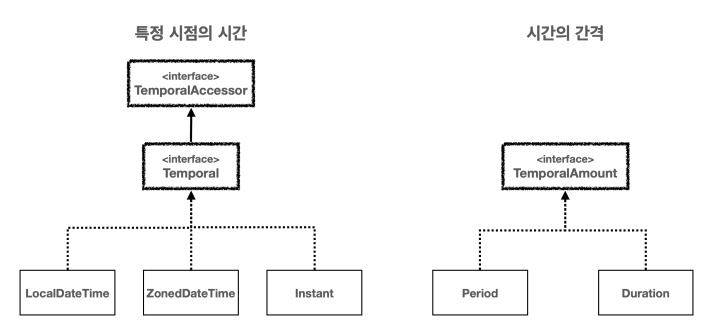 특정 시점의 시간
시간의 간격
<interface>
TemporalAccessor
<interface>
Temporal
<interface>
TemporalAmount
LocalDateTime
ZonedDateTime
Instant
Period
Duration